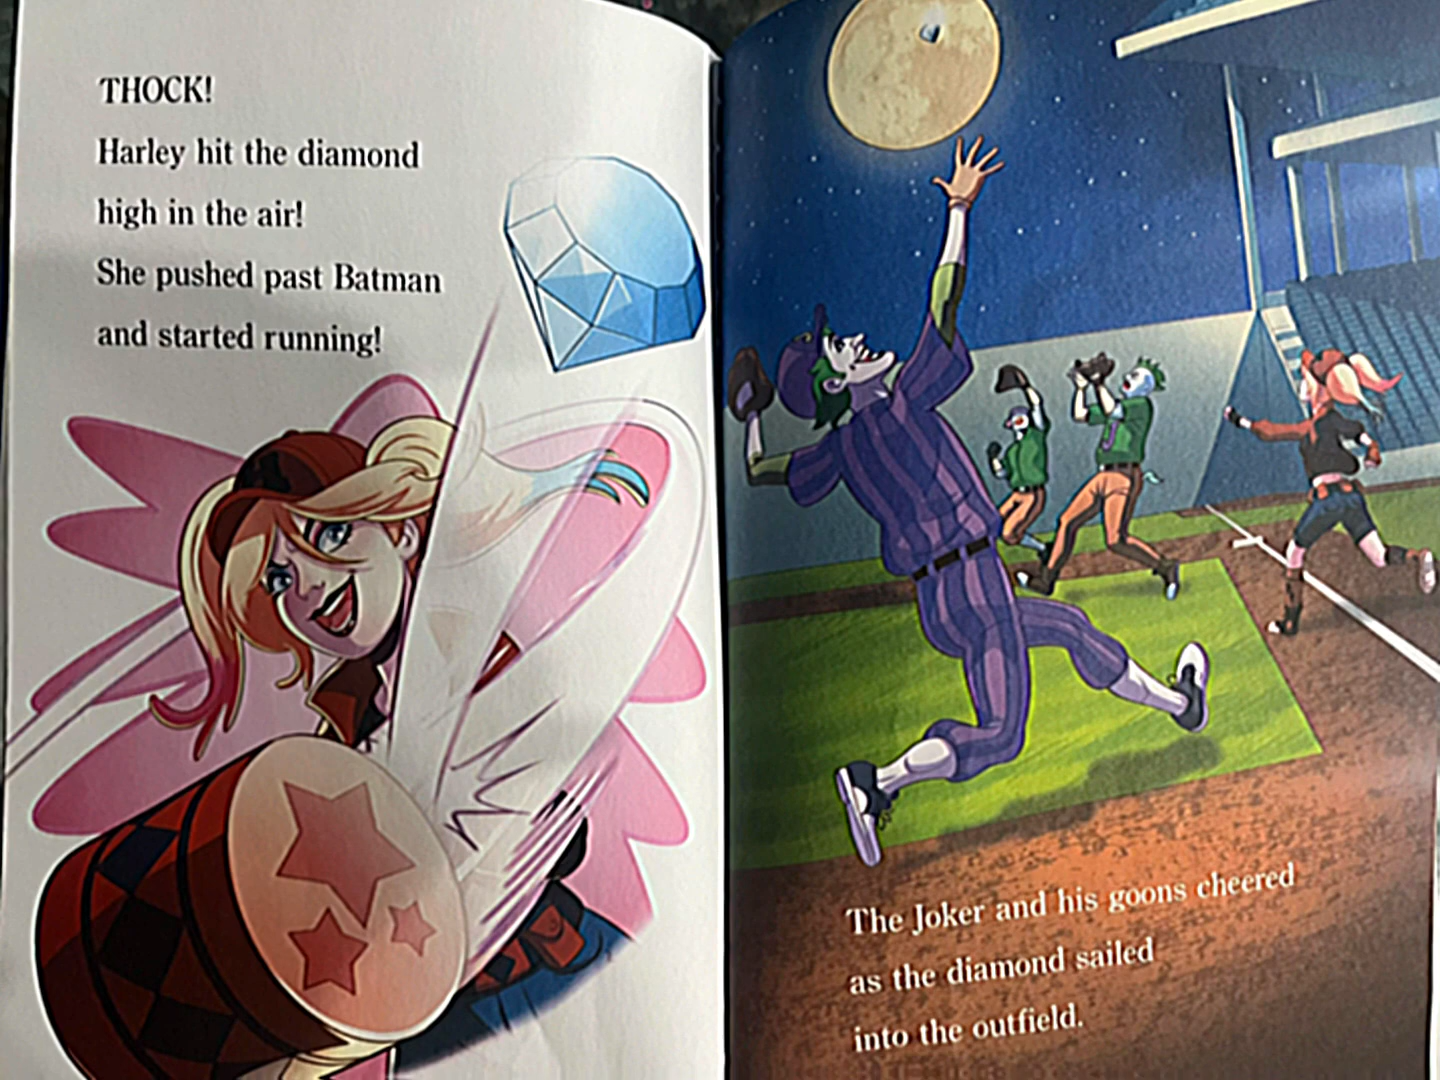 THOCK!
Harley hit the diamond
high in the air!
She pushed past Batman
and started running!
The Joker and his goons cheered
as the diamond sailed
into the outfield.